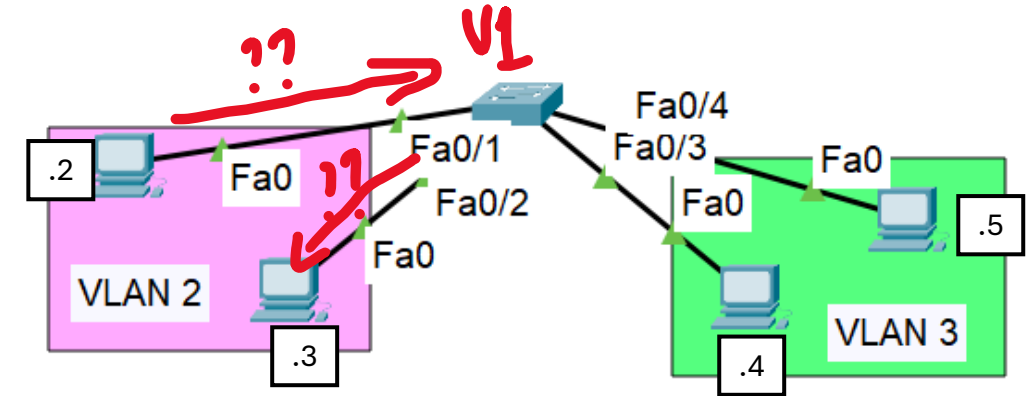 ??
V1
Fa0/4
Fa0/1
Fa0/3
Fa0
.2
Fa0
??
Fa0
Fa0/2
.5
Fa0
VLAN 2
VLAN 3
.3
.4